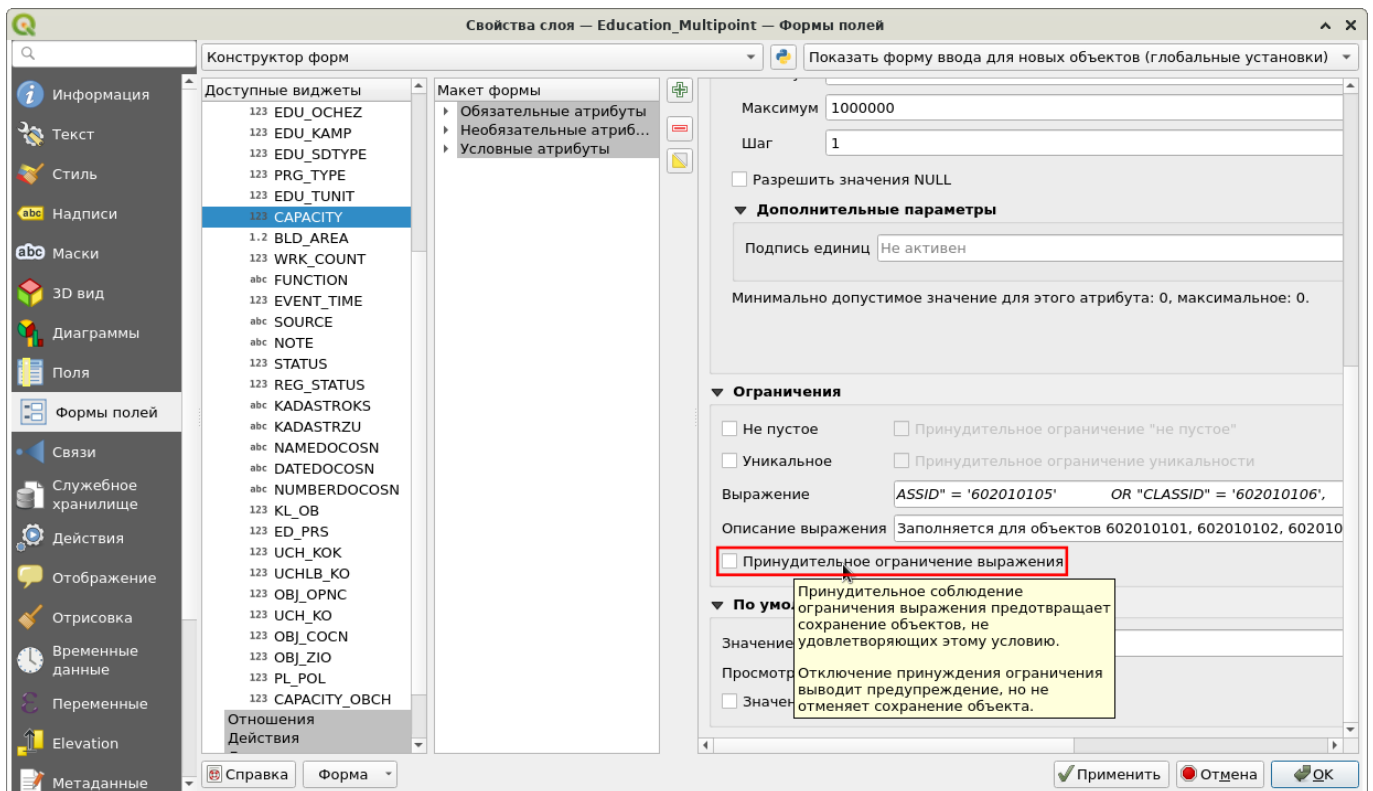 Свойства слоя — Education_Multipoint — Формы полей
Конструктор форм
Показать форму ввода для новых объектов (глобальные установки)
Информация
Текст
Стиль
abc Надписи
abc Маски
3D вид
Диаграммы
Поля
Формы полей
Связи
Служебное
хранилище
Действия
Отображение
Отрисовка
Временные
данные
Переменные
Elevation
Метаданные
Доступные виджеты
123 EDU_OCHEZ
123 EDU_KAMP
123 EDU_SDTYPE
123 PRG_TYPE
123 EDU_TUNIT
123 CAPACITY
1.2 BLD_AREA
123 WRK_COUNT
abc FUNCTION
123 EVENT_TIME
abc SOURCE
abc NOTE
123 STATUS
123 REG_STATUS
abc KADASTROKS
abc KADASTRZU
abc NAMEDOCOSN
abc DATEDOCOSN
abc NUMBERDOCOSN
123 KL_OB
123 ED_PRS
123 UCH_KOK
123 UCHLB_KO
123 OBJ_OPNC
123 UCH_KO
123 OBJ_COCN
123 OBJ_ZIO
123 PL_POL
123 CAPACITY_OBCH
Отношения
Действия
Макет формы
Обязательные атрибуты
Необязательные атриб...
Условные атрибуты
Максимум 1000000
Шаг 1
Разрешить значения NULL
Дополнительные параметры
Подпись единиц Не активен
Минимально допустимое значение для этого атрибута: 0, максимальное: 0.
Ограничения
Не пустое Принудительное ограничение "не пустое"
Уникальное Принудительное ограничение уникальности
Выражение ASSID" = '602010105' OR "CLASSID" = '602010106',
Описание выражения Заполняется для объектов 602010101, 602010102, 602010
Принудительное ограничение выражения
Принудительное соблюдение
ограничения выражения предотвращает
сохранение объектов, не
удовлетворяющих этому условию.
Отключение принуждения ограничения
выводит предупреждение, но не
отменяет сохранение объекта.
По умо
Значение
Просмотр
Значен
Справка
Форма
Применить
Отмена
OK